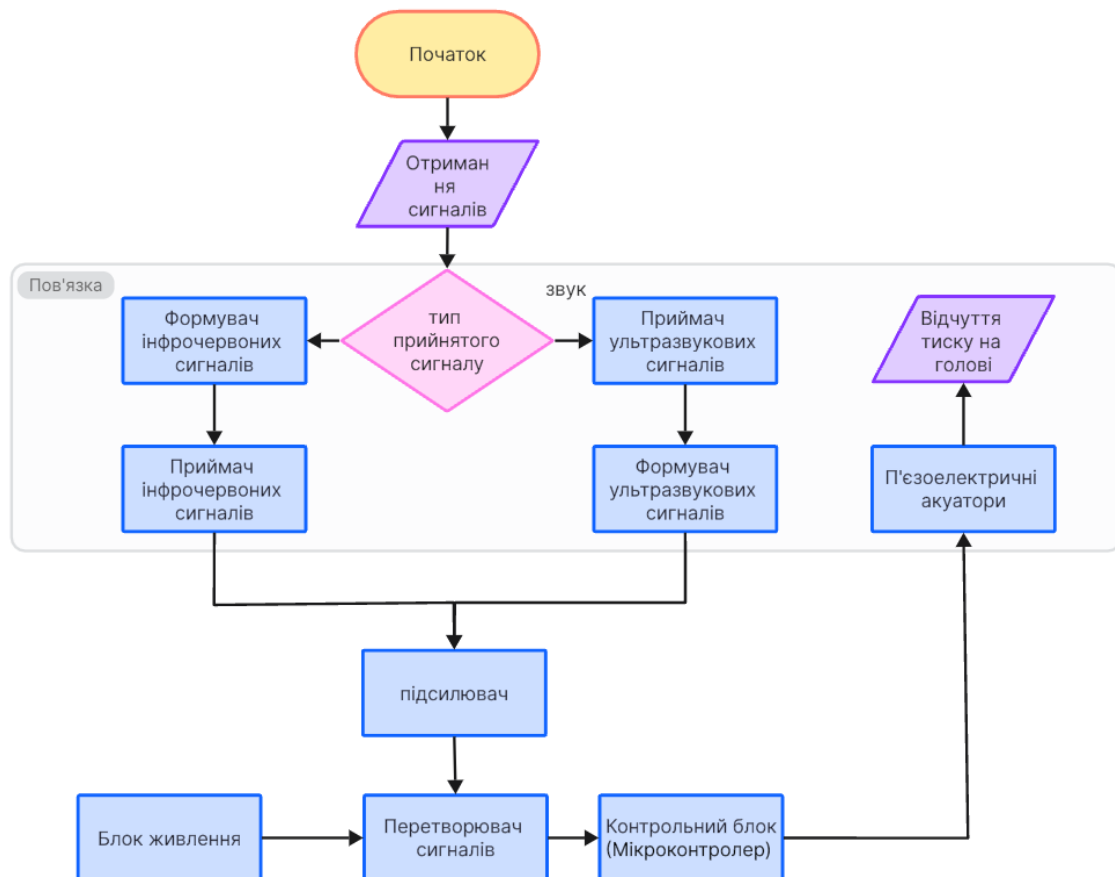 Початок
Отриман
ня
сигналів
Пов'язка
Формувач
інфрочервоних
сигналів
тип
прийнятого
сигналу
звук
Приймач
ультразвукових
сигналів
Відчуття
тиску на
голові
Приймач
інфрочервоних
сигналів
Формувач
ультразвукових
сигналів
П'єзоелектричні
акуатори
підсилювач
Блок живлення
Перетворювач
сигналів
Контрольний блок
(Мікроконтролер)